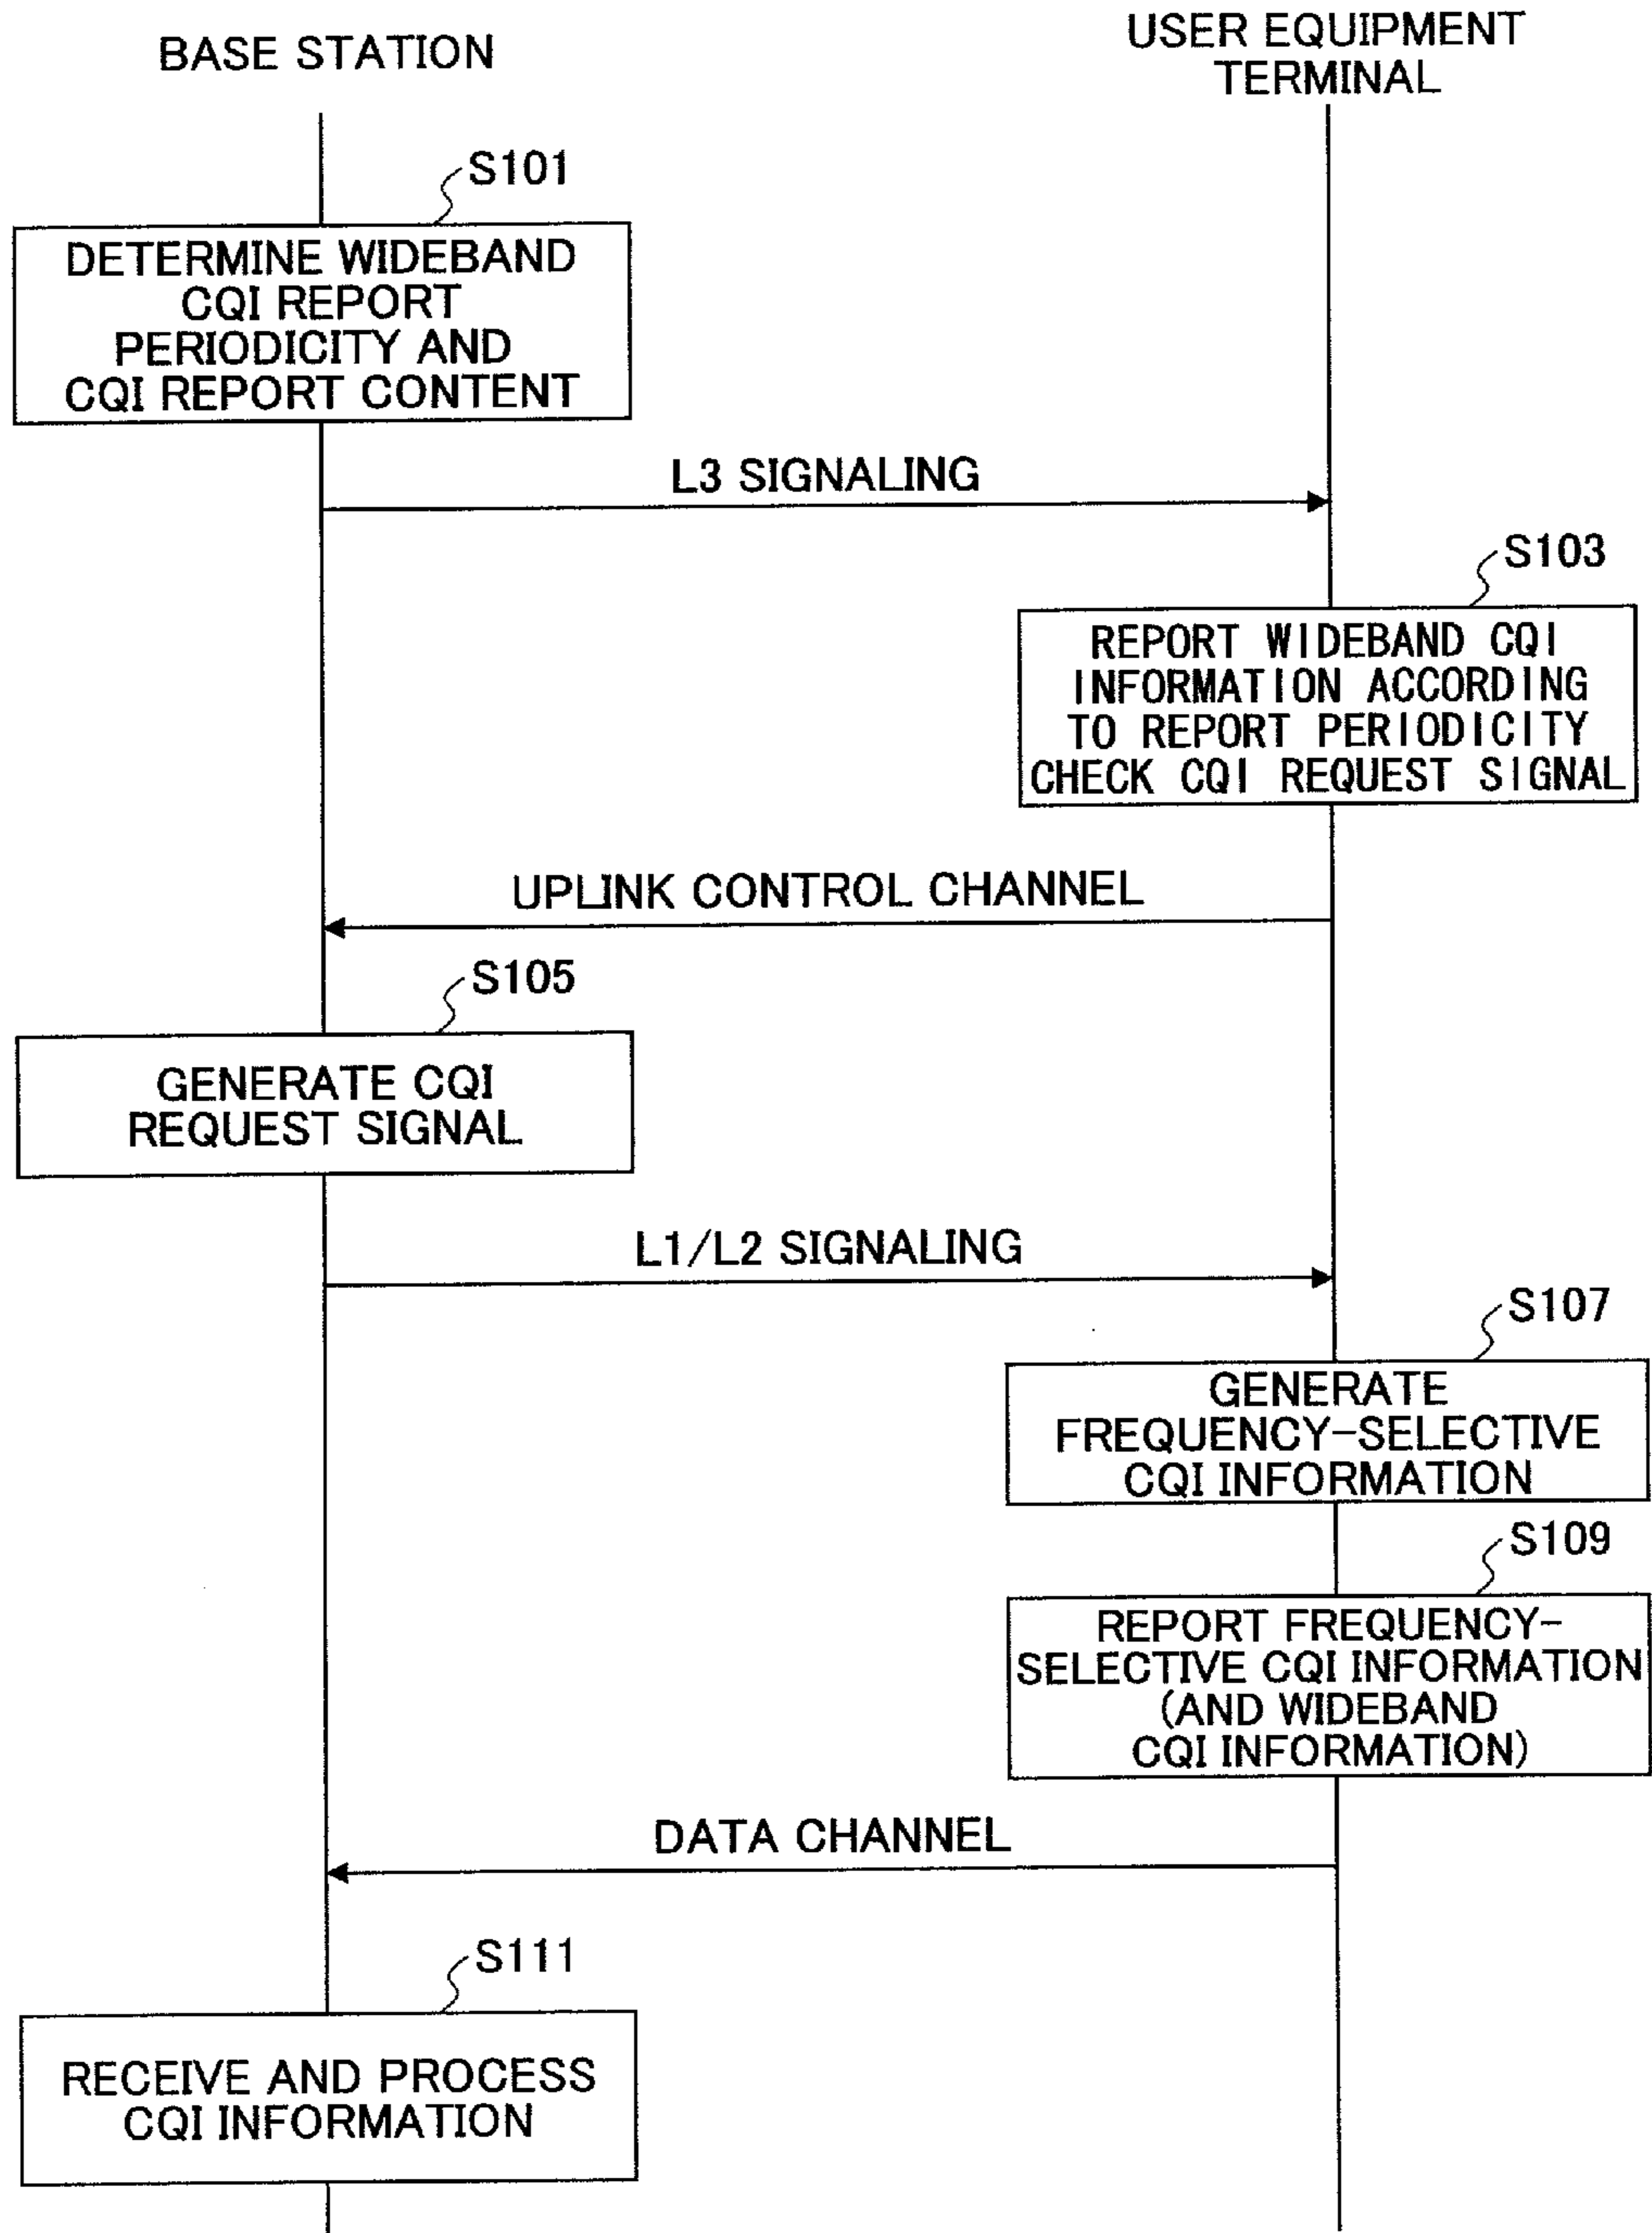 BASE STATION
USER EQUIPMENT
TERMINAL
S101
DETERMINE WIDEBAND
CQI REPORT
PERIODICITY AND
CQI REPORT CONTENT
L3 SIGNALING
S103
REPORT WIDEBAND CQI
INFORMATION ACCORDING
TO REPORT PERIODICITY
CHECK CQI REQUEST SIGNAL
UPLINK CONTROL CHANNEL
S105
GENERATE CQI
REQUEST SIGNAL
L1/L2 SIGNALING
S107
GENERATE
FREQUENCY-SELECTIVE
CQI INFORMATION
S109
REPORT FREQUENCY-
SELECTIVE CQI INFORMATION
(AND WIDEBAND
CQI INFORMATION)
DATA CHANNEL
S111
RECEIVE AND PROCESS
CQI INFORMATION